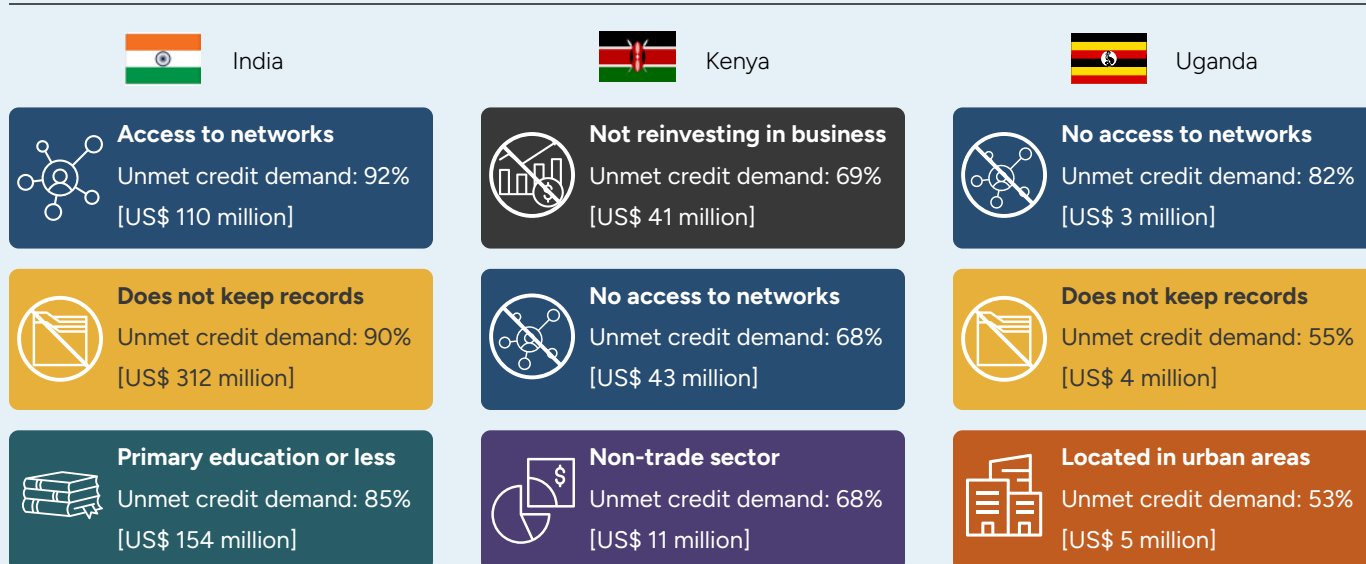 India
Kenya
Uganda
Access to networks
Unmet credit demand: 92%
[US$ 110 million]
Not reinvesting in business
Unmet credit demand: 69%
[US$ 41 million]
No access to networks
Unmet credit demand: 82%
[US$ 3 million]
Does not keep records
Unmet credit demand: 90%
[US$ 312 million]
No access to networks
Unmet credit demand: 68%
[US$ 43 million]
Does not keep records
Unmet credit demand: 55%
[US$ 4 million]
Primary education or less
Unmet credit demand: 85%
[US$ 154 million]
$
Non-trade sector
Unmet credit demand: 68%
[US$ 11 million]
Located in urban areas
Unmet credit demand: 53%
[US$ 5 million]